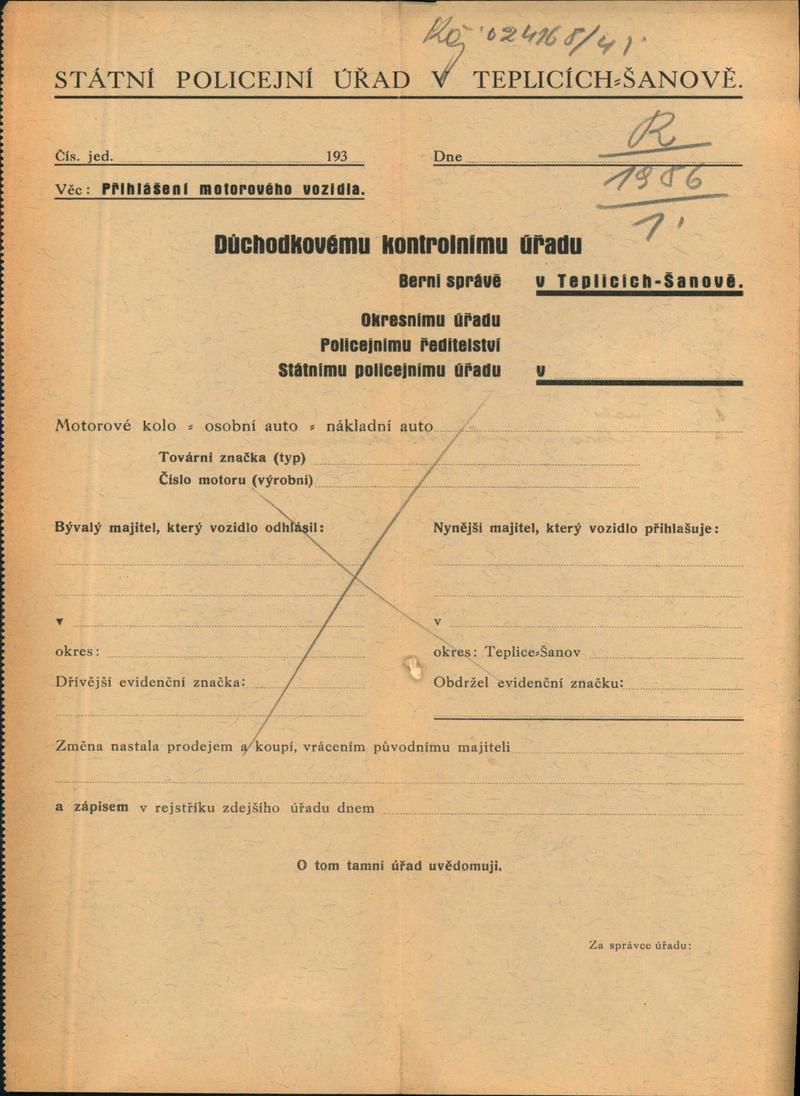 024168/41
STÁTNÍ POLICEJNÍ ÚŘAD V TEPLICÍCH=ŠANOVĚ.
R
Čís. jed. 193 Dne
1986
Věc: Přihlášení motorového vozidla.
1'
Důchodkovému kontrolnímu úřadu
Berní správě v Teplicích-Šanově.
Okresnímu úřadu
Policejnímu ředitelství
Státnímu policejnímu úřadu v
Motorové kolo = osobní auto = nákladní auto
Tovární značka (typ)
Číslo motoru (výrobní)
Bývalý majitel, který vozidlo odhlásil: Nynější majitel, který vozidlo přihlašuje:
v v
okres: okres: Teplice=Šanov
Dřívější evidenční značka: Obdržel evidenční značku:
Změna nastala prodejem a koupí, vrácením původnímu majiteli
a zápisem v rejstříku zdejšího úřadu dnem
O tom tamní úřad uvědomuji.
Za správce úřadu: